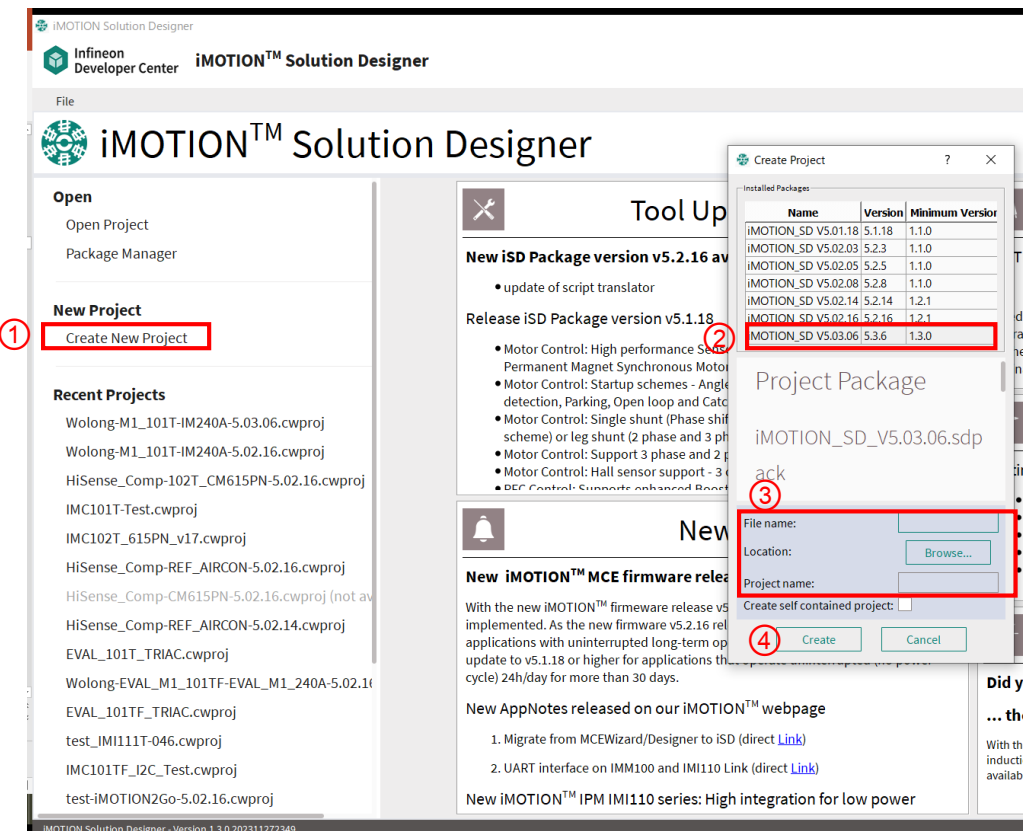 iMOTION Solution Designer
Infineon
Developer Center
iMOTION™ Solution Designer
File
iMOTION™ Solution Designer
Open
Open Project
Package Manager
New Project
① Create New Project
Recent Projects
Wolong-M1_101T-IM240A-5.03.06.cwproj
Wolong-M1_101T-IM240A-5.02.16.cwproj
HiSense_Comp-102T_CM615PN-5.02.16.cwproj
IMC101T-Test.cwproj
IMC102T_615PN_v17.cwproj
HiSense_Comp-REF_AIRCON-5.02.16.cwproj
HiSense_Comp-CM615PN-5.02.16.cwproj (not av
HiSense_Comp-REF_AIRCON-5.02.14.cwproj
EVAL_101T_TRIAC.cwproj
Wolong-EVAL_M1_101TF-EVAL_M1_240A-5.02.16
EVAL_101TF_TRIAC.cwproj
test_IMI111T-046.cwproj
IMC101TF_I2C_Test.cwproj
test-iMOTION2Go-5.02.16.cwproj
Tool Up
New iSD Package version v5.2.16 av
• update of script translator
Release iSD Package version v5.1.18
• Motor Control: High performance Sens
Permanent Magnet Synchronous Moto
• Motor Control: Startup schemes - Angle
detection, Parking, Open loop and Catc
• Motor Control: Single shunt (Phase shif
scheme) or leg shunt (2 phase and 3 ph
• Motor Control: Support 3 phase and 2 p
• Motor Control: Hall sensor support - 3
• PFC Control: Supports enhanced Boost
New
New iMOTION™ MCE firmware relea
With the new iMOTION™ firmeware release v5
implemented. As the new firmware v5.2.16 rel
applications with uninterrupted long-term op
update to v5.1.18 or higher for applications that operate uninterrupted (no power
cycle) 24h/day for more than 30 days.
New AppNotes released on our iMOTION™ webpage
1. Migrate from MCEWizard/Designer to iSD (direct Link)
2. UART interface on IMM100 and IMI110 Link (direct Link)
New iMOTION™ IPM IMI110 series: High integration for low power
Create Project ? ×
Installed Packages
Name Version Minimum Version
iMOTION_SD V5.01.18 5.1.18 1.1.0
iMOTION_SD V5.02.03 5.2.3 1.1.0
iMOTION_SD V5.02.05 5.2.5 1.1.0
iMOTION_SD V5.02.08 5.2.8 1.1.0
iMOTION_SD V5.02.14 5.2.14 1.2.1
iMOTION_SD V5.02.16 5.2.16 1.2.1
② iMOTION_SD V5.03.06 5.3.6 1.3.0
Project Package
iMOTION_SD_V5.03.06.sdp
ack
③
File name:
Location: Browse...
Project name:
Create self contained project:
④ Create Cancel
Did y
... the
With th
inducti
availab
iMOTION Solution Designer - Version 1.3.0.202311272349